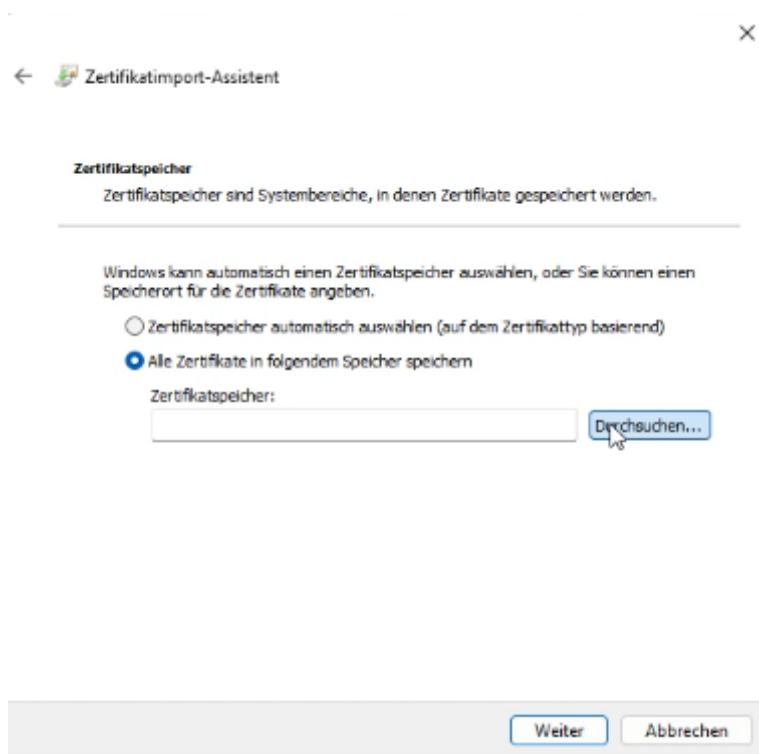 Zertifikatimport-Assistent
Zertifikatspeicher
Zertifikatspeicher sind Systembereiche, in denen Zertifikate gespeichert werden.
Windows kann automatisch einen Zertifikatspeicher auswählen, oder Sie können einen
Speicherort für die Zertifikate angeben.
Zertifikatspeicher automatisch auswählen (auf dem Zertifikattyp basierend)
Alle Zertifikate in folgendem Speicher speichern
Zertifikatspeicher:
Durchsuchen...
Weiter Abbrechen